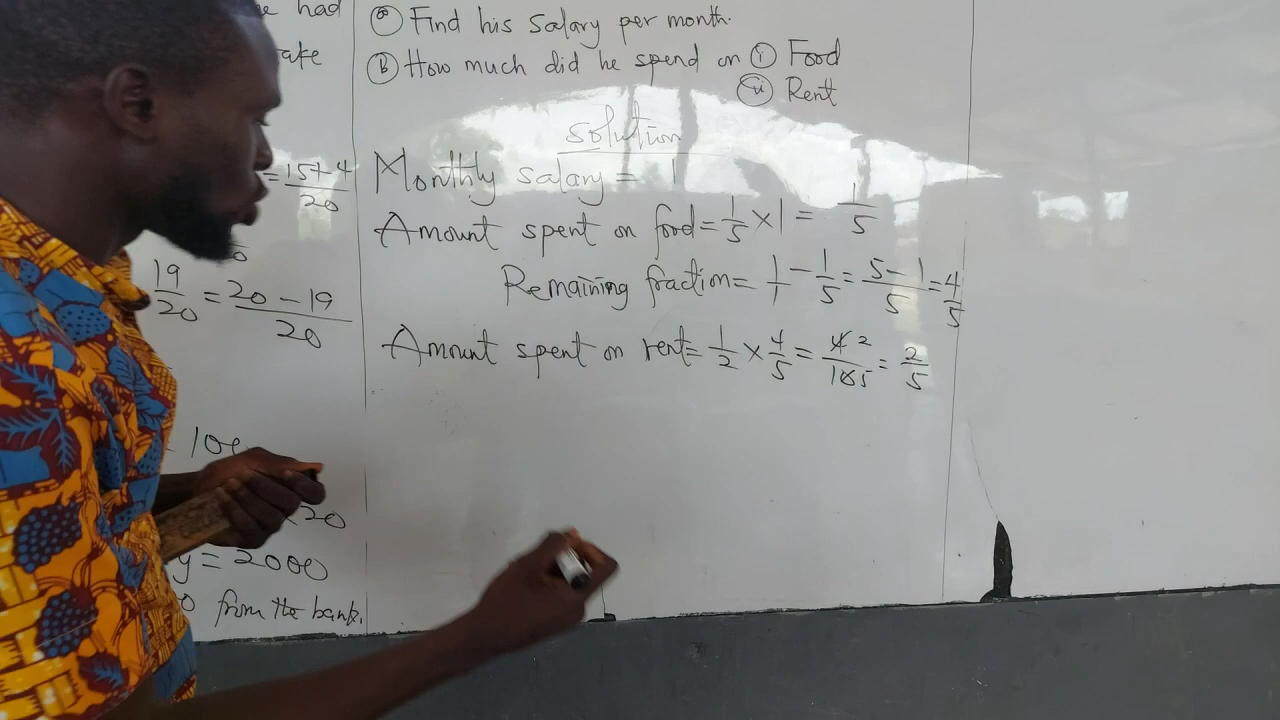 had
ake
= 15+4/20
19/20 = 20 - 19/20
100
20
y = 2000
from the bank.
(a) Find his salary per month.
(B) How much did he spend on (i) Food
(ii) Rent
Solution
Monthly salary = 1
Amount spent on food = 1/5 × 1 = 1/5
Remaining fraction = 1/1 - 1/5 = 5-1/5 = 4/5
Amount spent on rent = 1/2 × 4/5 = 4 2/10 5 = 2/5